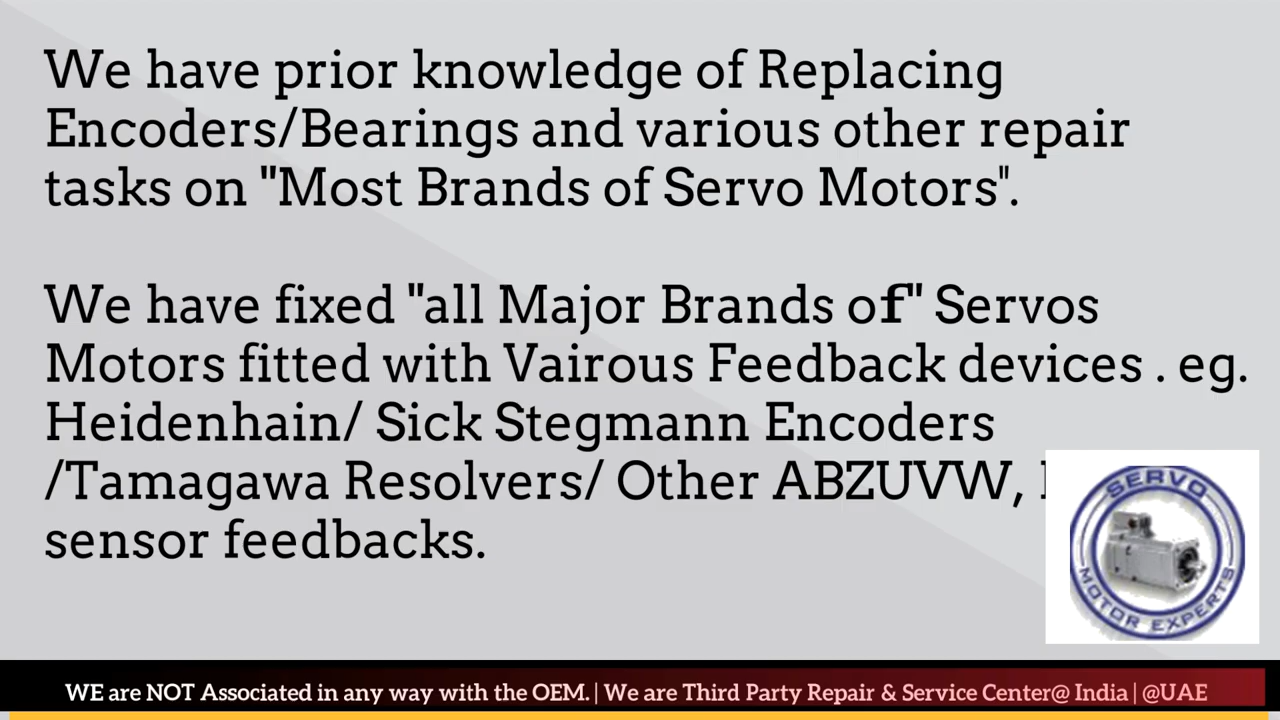 We have prior knowledge of Replacing
Encoders/Bearings and various other repair
tasks on "Most Brands of Servo Motors".
We have fixed "all Major Brands of" Servos
Motors fitted with Vairous Feedback devices . eg.
Heidenhain/ Sick Stegmann Encoders
/Tamagawa Resolvers/ Other ABZUVW,
sensor feedbacks.
SERVO
MOTOR EXPERTS
WE are NOT Associated in any way with the OEM. | We are Third Party Repair & Service Center@ India | @UAE